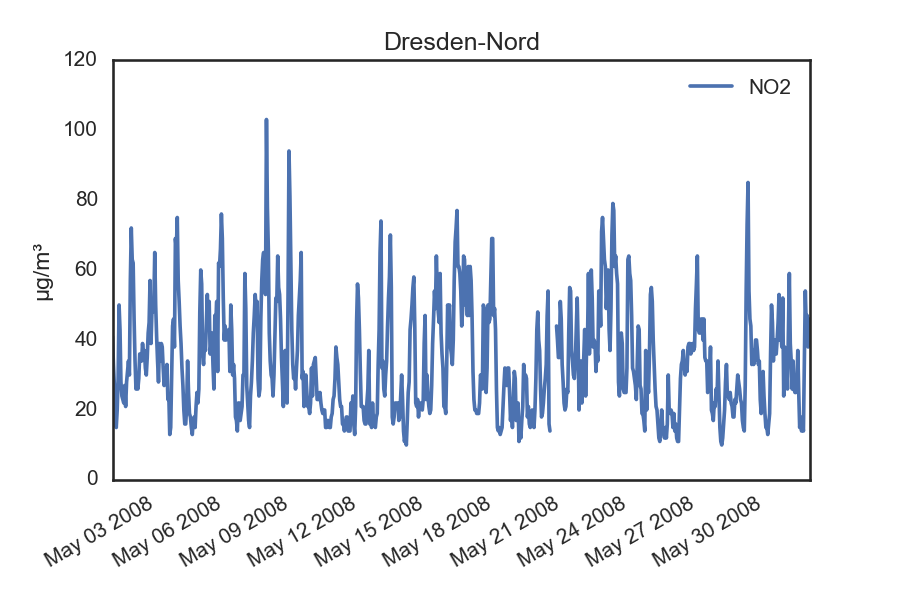 Dresden-Nord
120
100
80
60
40
20
0
µg/m³
NO2
May 03 2008
May 06 2008
May 09 2008
May 12 2008
May 15 2008
May 18 2008
May 21 2008
May 24 2008
May 27 2008
May 30 2008